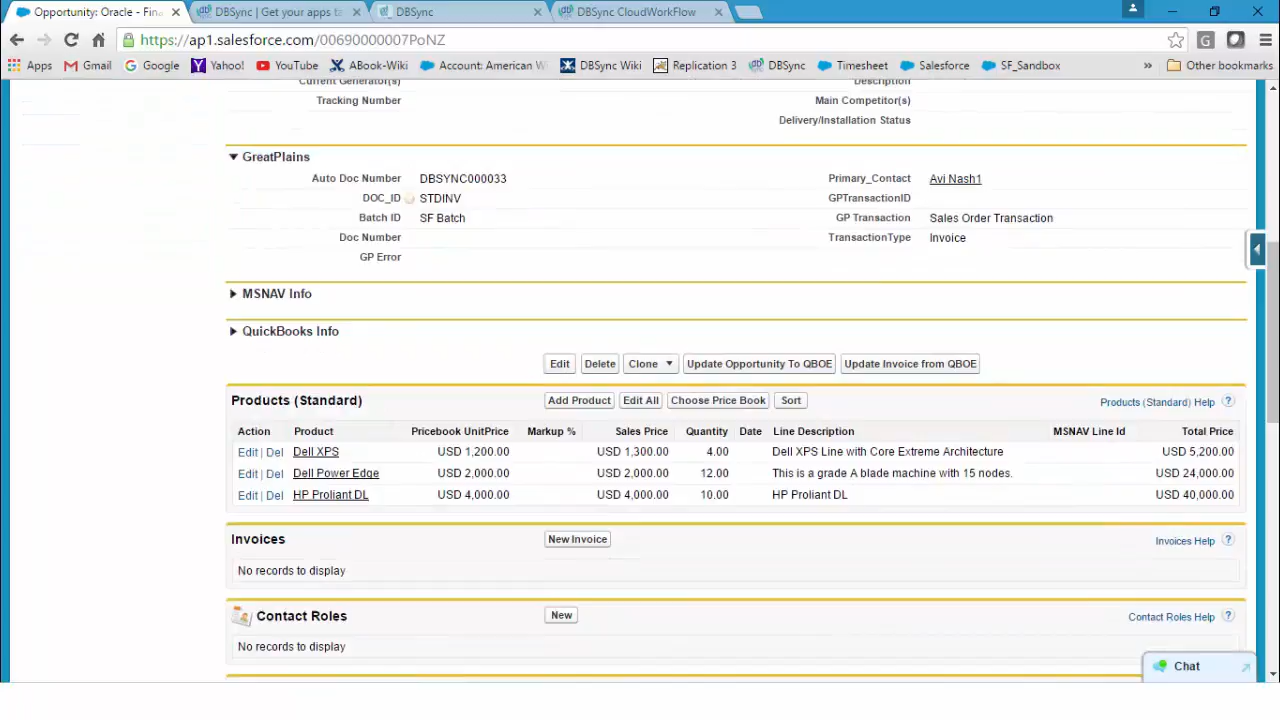 Opportunity: Oracle - Fin
DBSync | Get your apps t
DBSync
DBSync CloudWorkFlow
https://ap1.salesforce.com/00690000007PoNZ
Apps Gmail Google Yahoo! YouTube ABook-Wiki Account: American DBSync Wiki Replication 3 DBSync Timesheet Salesforce SF_Sandbox » Other bookmarks
Current Generator(s) Description
Tracking Number Main Competitor(s)
Delivery/Installation Status
GreatPlains
Auto Doc Number DBSYNC000033 Primary_Contact Avi Nash1
DOC_ID STDINV GPTransactionID
Batch ID SF Batch GP Transaction Sales Order Transaction
Doc Number TransactionType Invoice
GP Error
MSNAV Info
QuickBooks Info
Edit Delete Clone Update Opportunity To QBOE Update Invoice from QBOE
Products (Standard) Add Product Edit All Choose Price Book Sort Products (Standard) Help ?
Action Product Pricebook UnitPrice Markup % Sales Price Quantity Date Line Description MSNAV Line Id Total Price
Edit | Del Dell XPS USD 1,200.00 USD 1,300.00 4.00 Dell XPS Line with Core Extreme Architecture USD 5,200.00
Edit | Del Dell Power Edge USD 2,000.00 USD 2,000.00 12.00 This is a grade A blade machine with 15 nodes. USD 24,000.00
Edit | Del HP Proliant DL USD 4,000.00 USD 4,000.00 10.00 HP Proliant DL USD 40,000.00
Invoices New Invoice Invoices Help ?
No records to display
Contact Roles New Contact Roles Help ?
No records to display
Chat